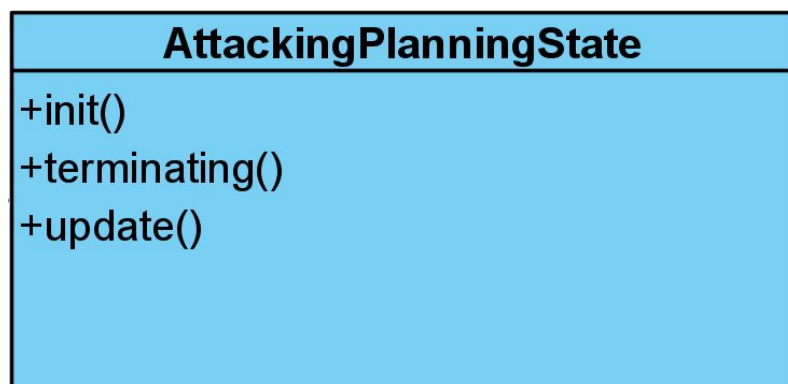 AttackingPlanningState
+init()
+terminating()
+update()